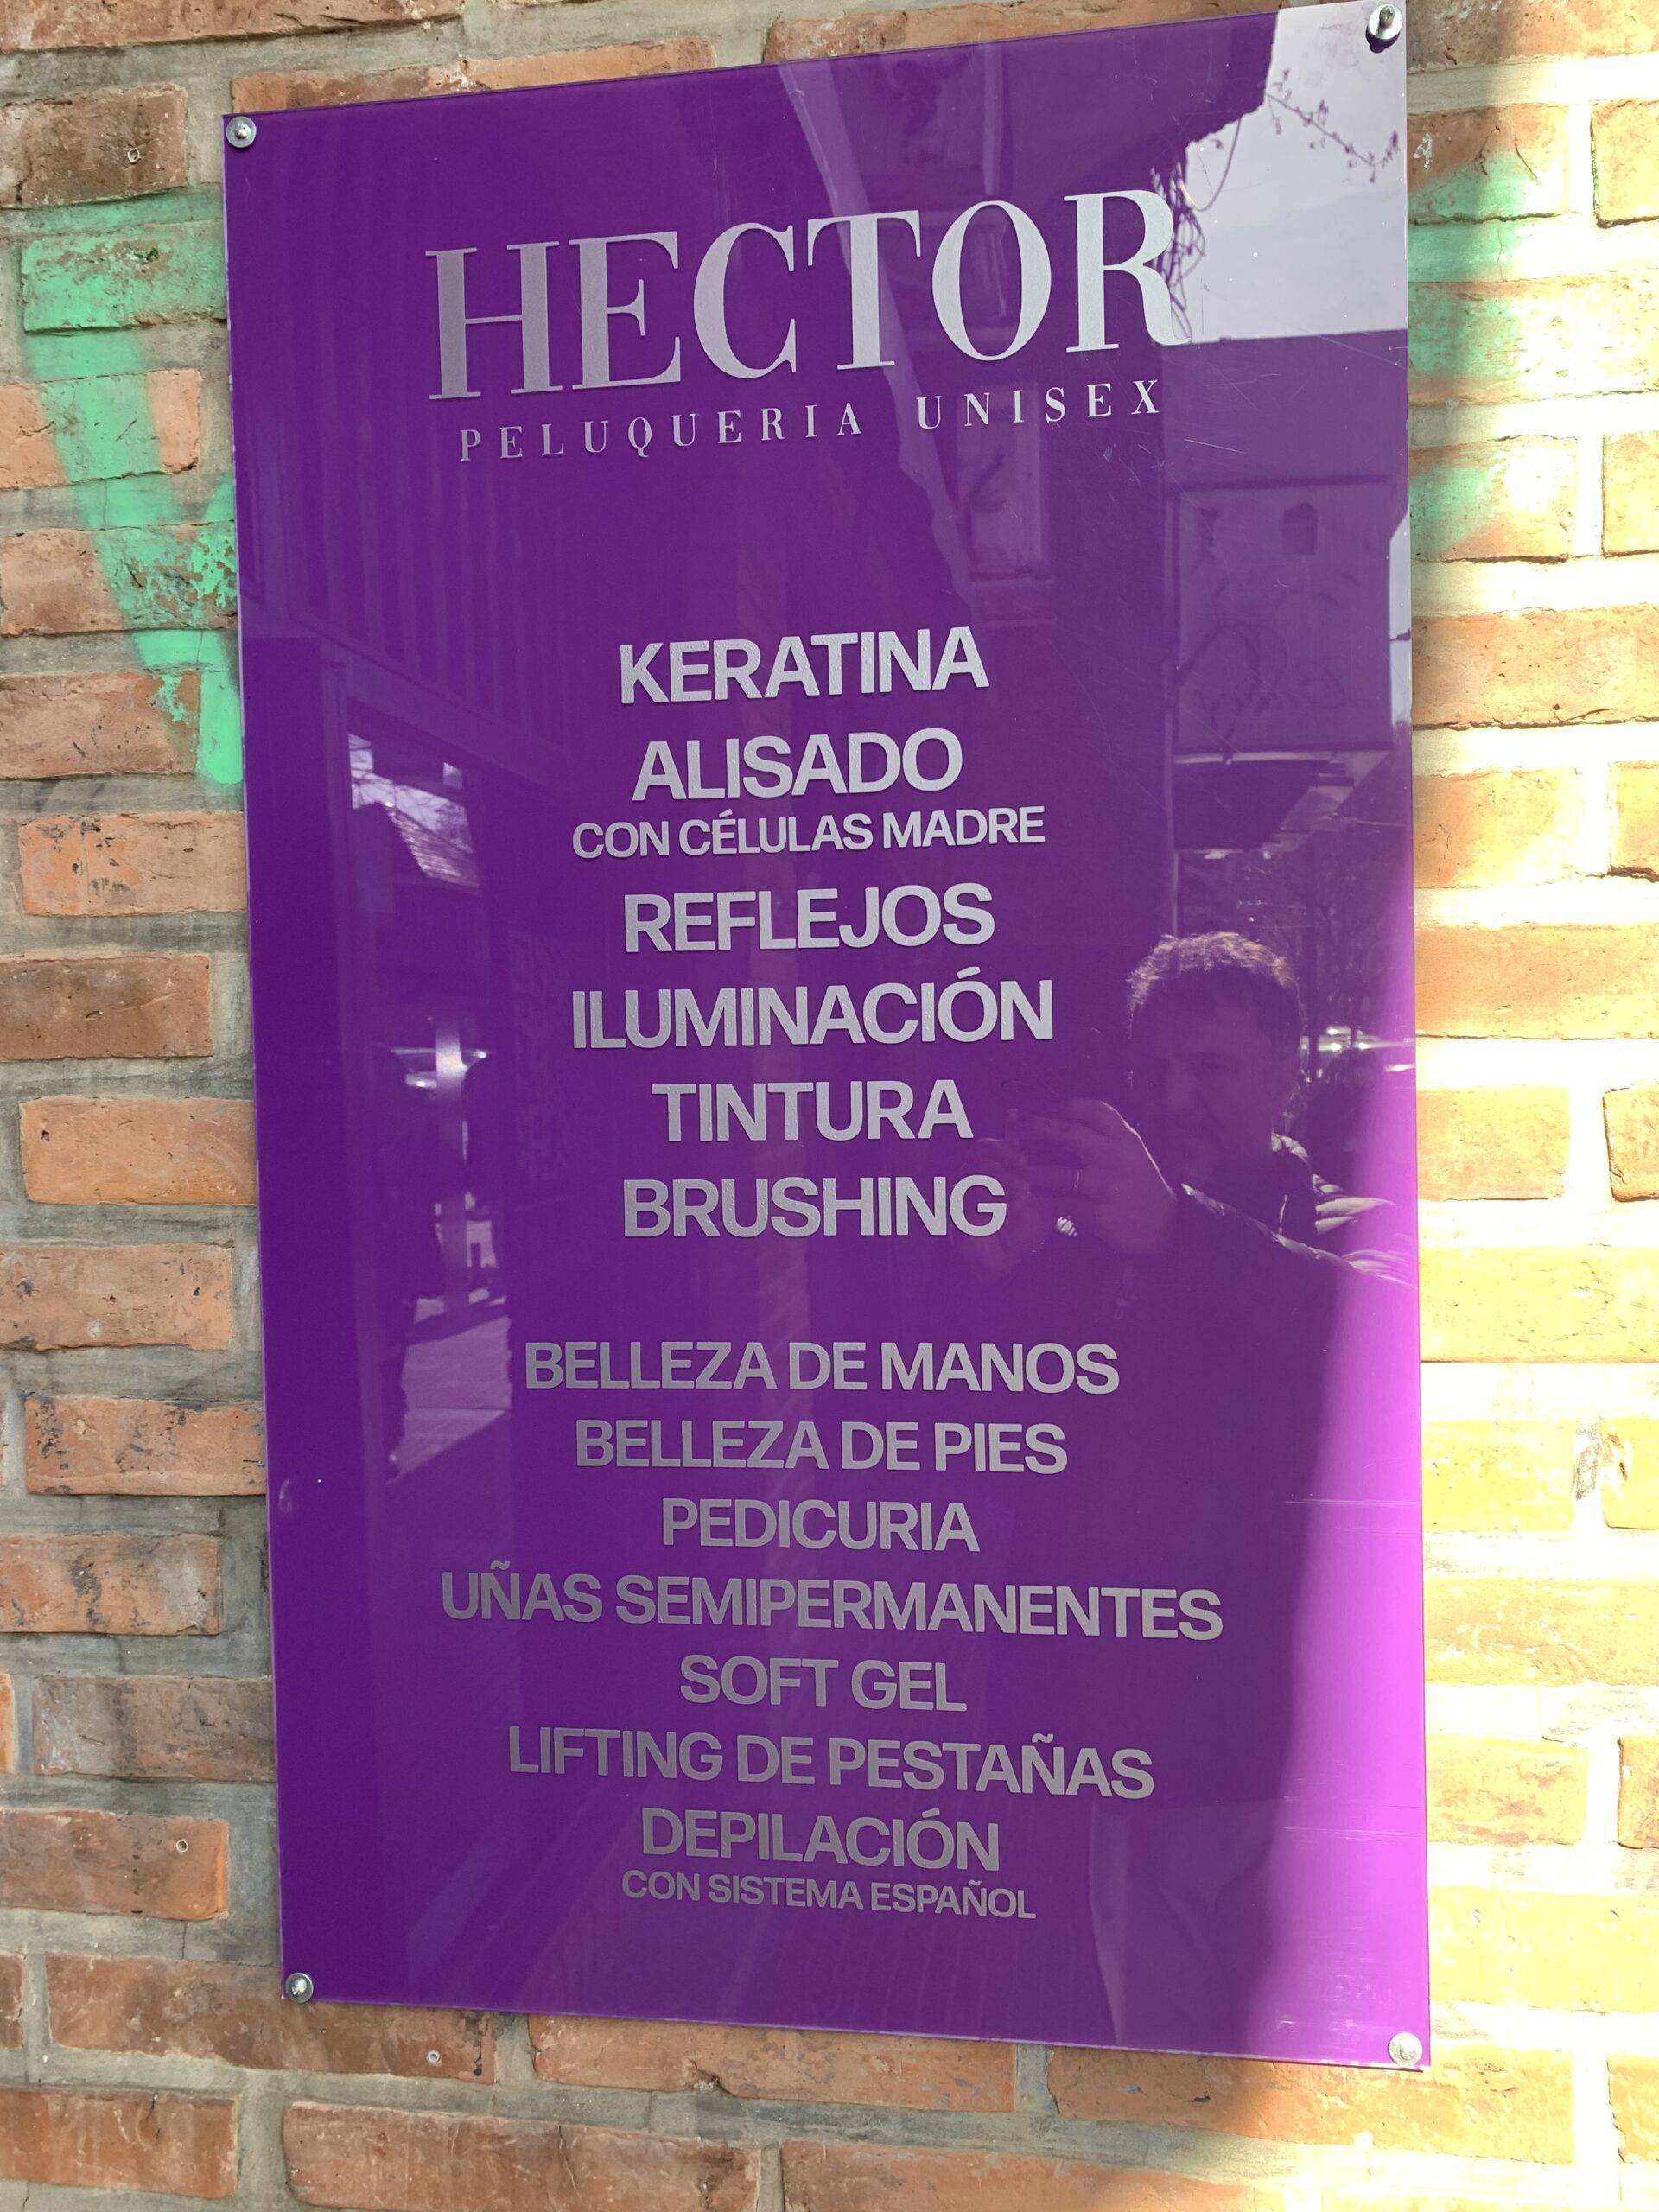 HECTOR
PELUQUERIA UNISEX
KERATINA
ALISADO
CON CÉLULAS MADRE
REFLEJOS
ILUMINACIÓN
TINTURA
BRUSHING
BELLEZA DE MANOS
BELLEZA DE PIES
PEDICURIA
UÑAS SEMIPERMANENTES
SOFT GEL
LIFTING DE PESTAÑAS
DEPILACIÓN
CON SISTEMA ESPAÑOL